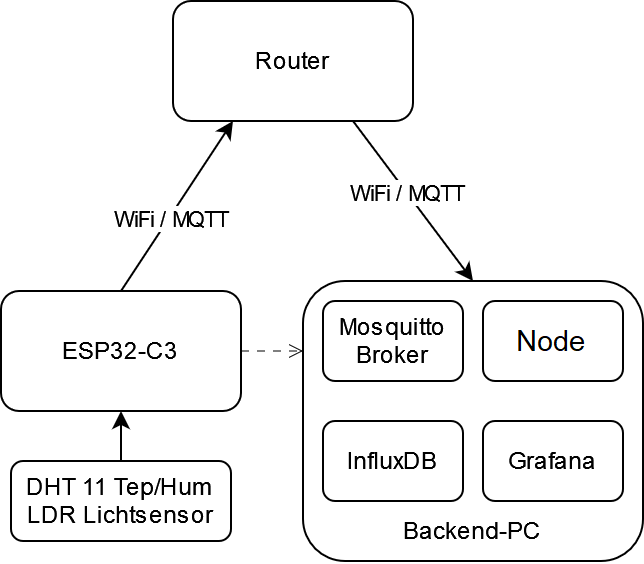 Router
WiFi / MQTT
WiFi / MQTT
ESP32-C3
Mosquitto
Broker
Node
InfluxDB
Grafana
Backend-PC
DHT 11 Tep/Hum
LDR Lichtsensor